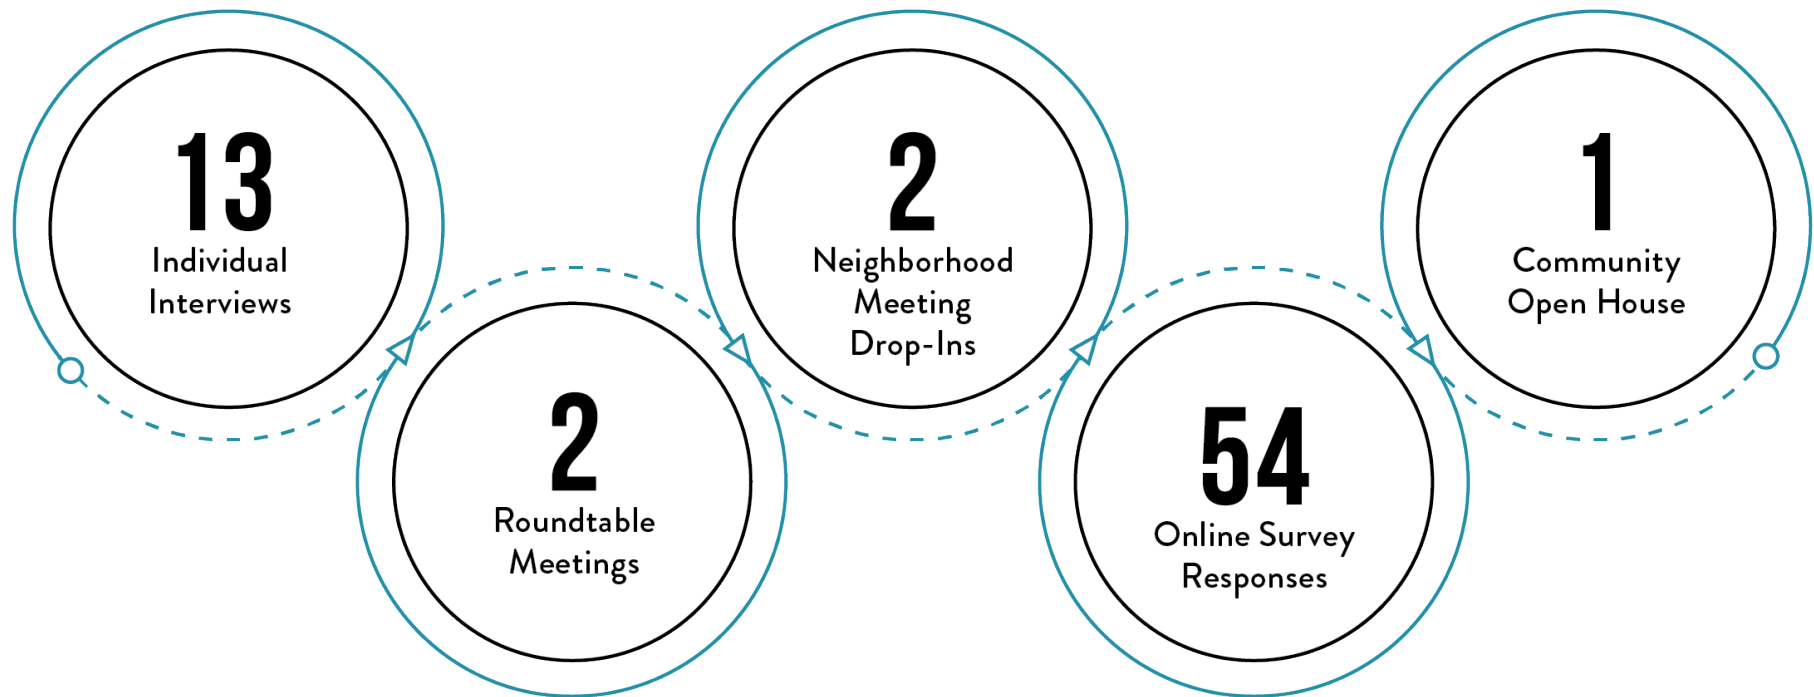 13
Individual
Interviews
2
Roundtable
Meetings
2
Neighborhood
Meeting
Drop-Ins
54
Online Survey
Responses
1
Community
Open House